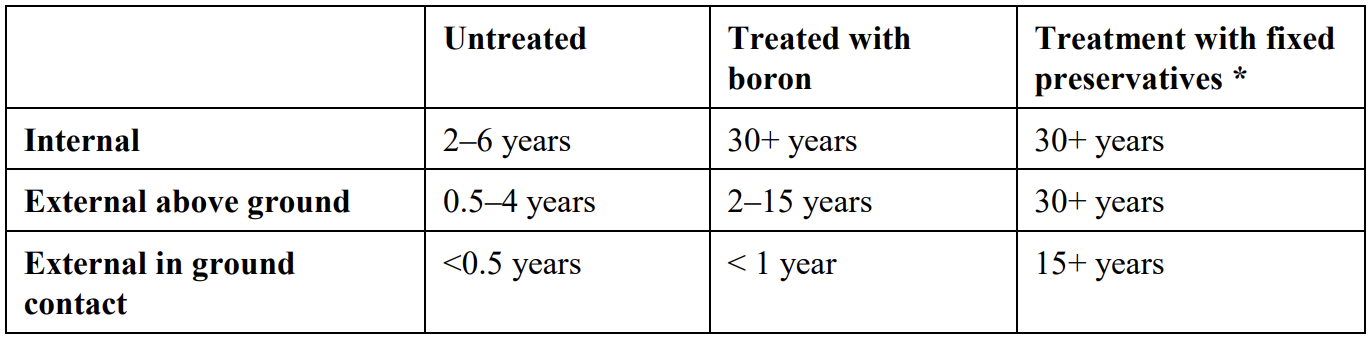 Untreated
Treated with
boron
Treatment with fixed
preservatives *
Internal
2–6 years
30+ years
30+ years
External above ground
0.5–4 years
2–15 years
30+ years
External in ground
contact
<0.5 years
< 1 year
15+ years